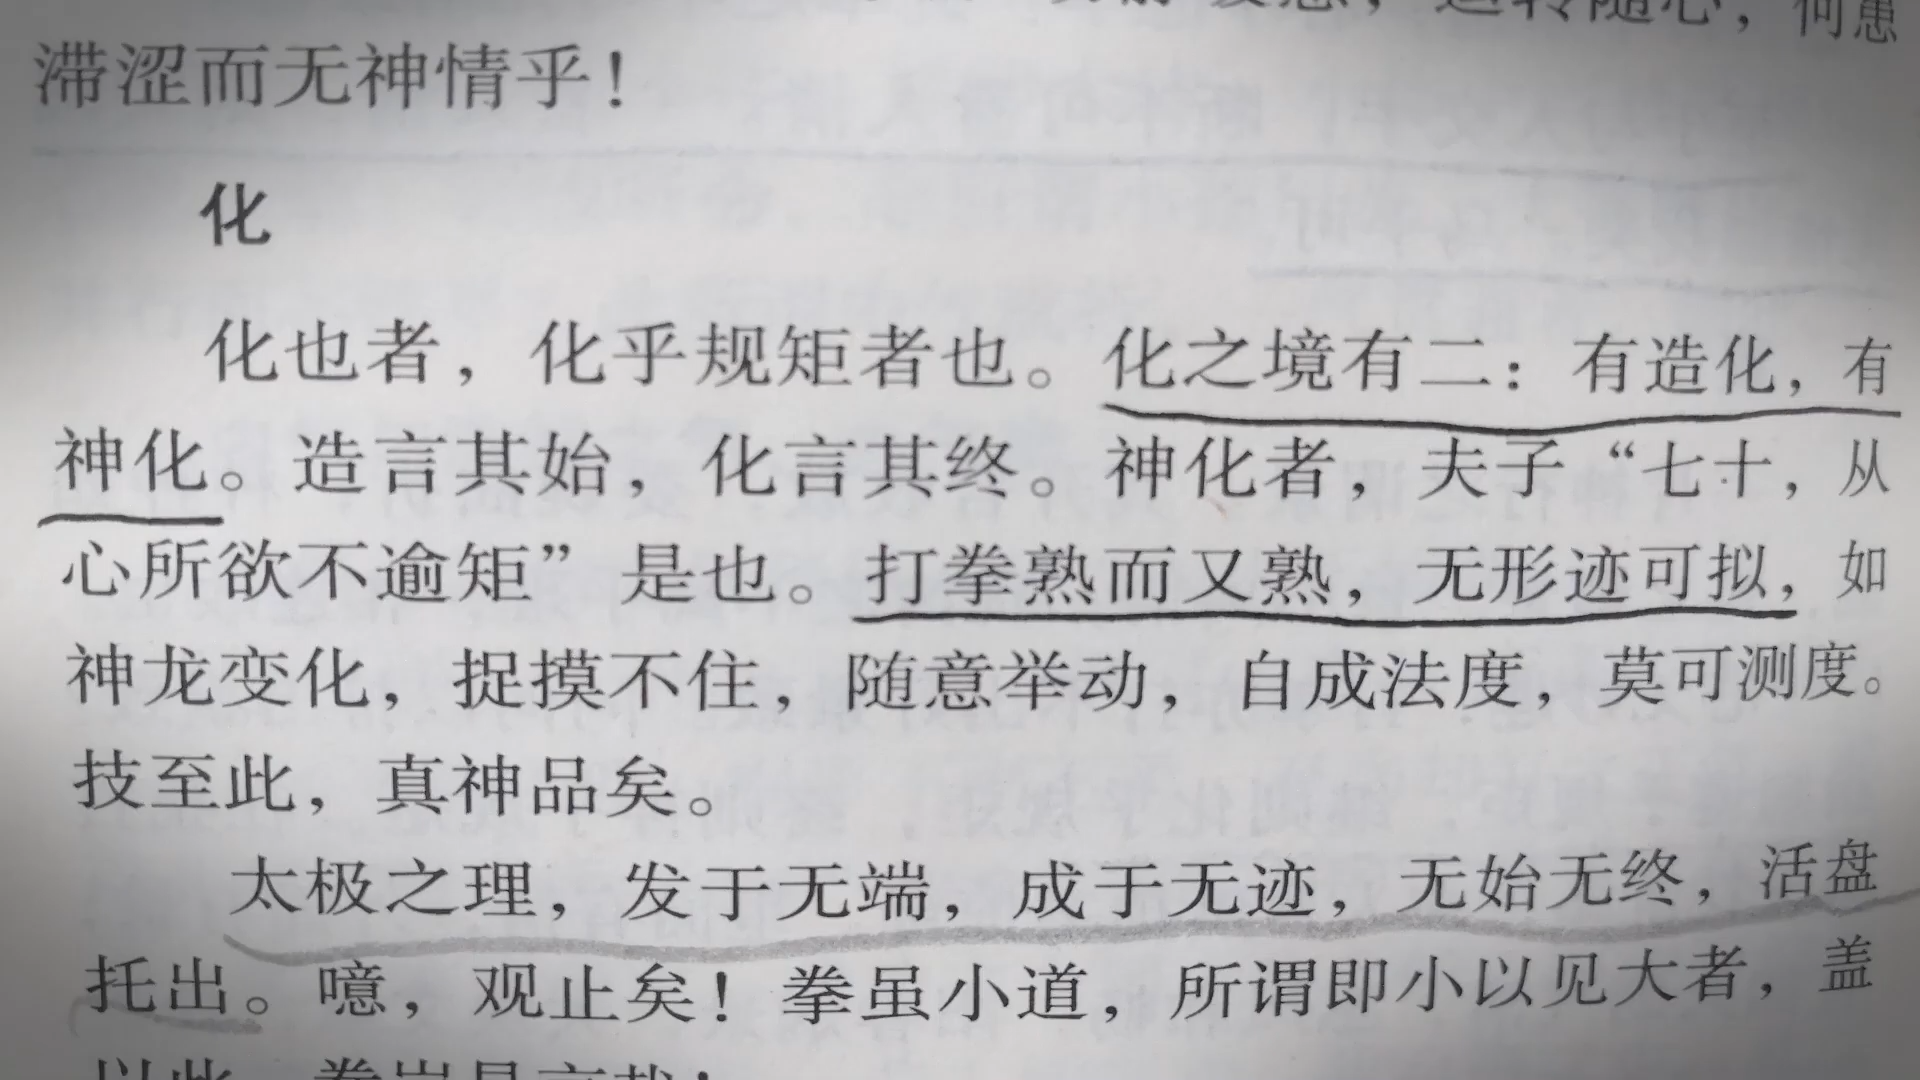 滞涩而无神情乎！
化
化也者，化乎规矩者也。化之境有二：有造化，有
神化。造言其始，化言其终。神化者，夫子“七十，从
心所欲不逾矩”是也。打拳熟而又熟，无形迹可拟，如
神龙变化，捉摸不住，随意举动，自成法度，莫可测度。
技至此，真神品矣。
太极之理，发于无端，成于无迹，无始无终，活盘
托出。噫，观止矣！拳虽小道，所谓即小以见大者，盖